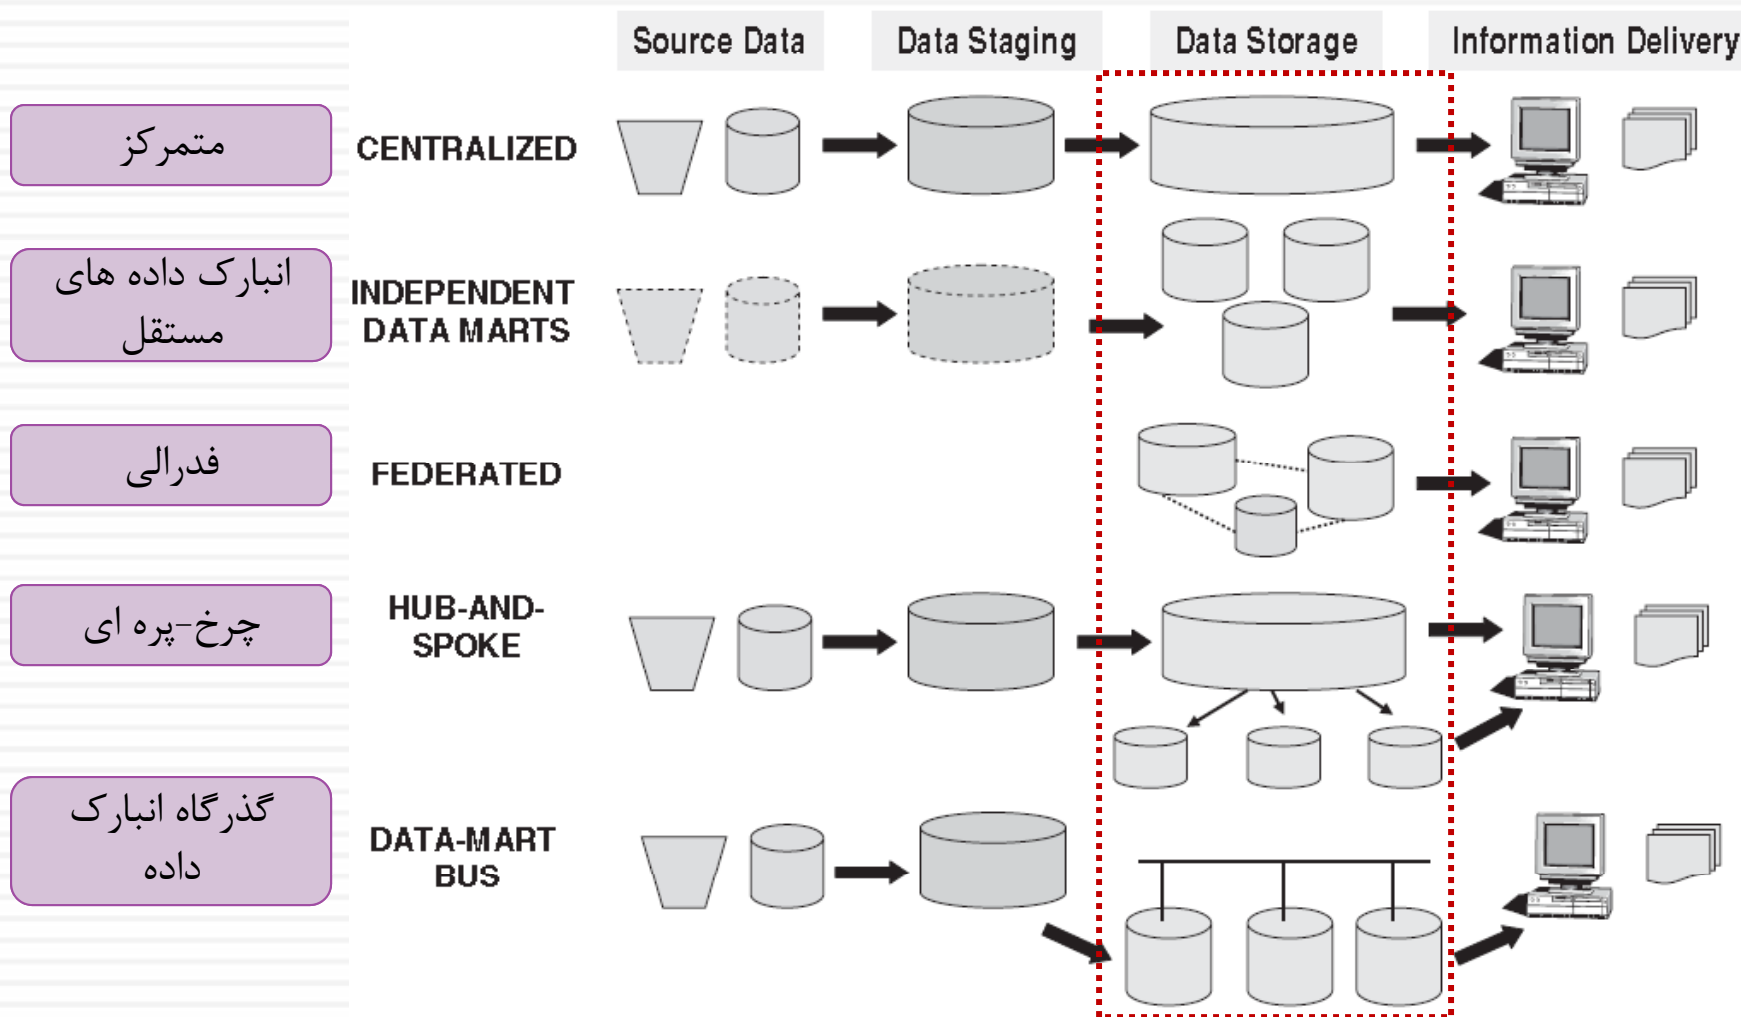 Source Data
Data Staging
Data Storage
Information Delivery
متمرکز
CENTRALIZED
انبارک داده های
مستقل
INDEPENDENT
DATA MARTS
فدرالی
FEDERATED
چرخ-پره ای
HUB-AND-
SPOKE
گذرگاه انبارک
داده
DATA-MART
BUS